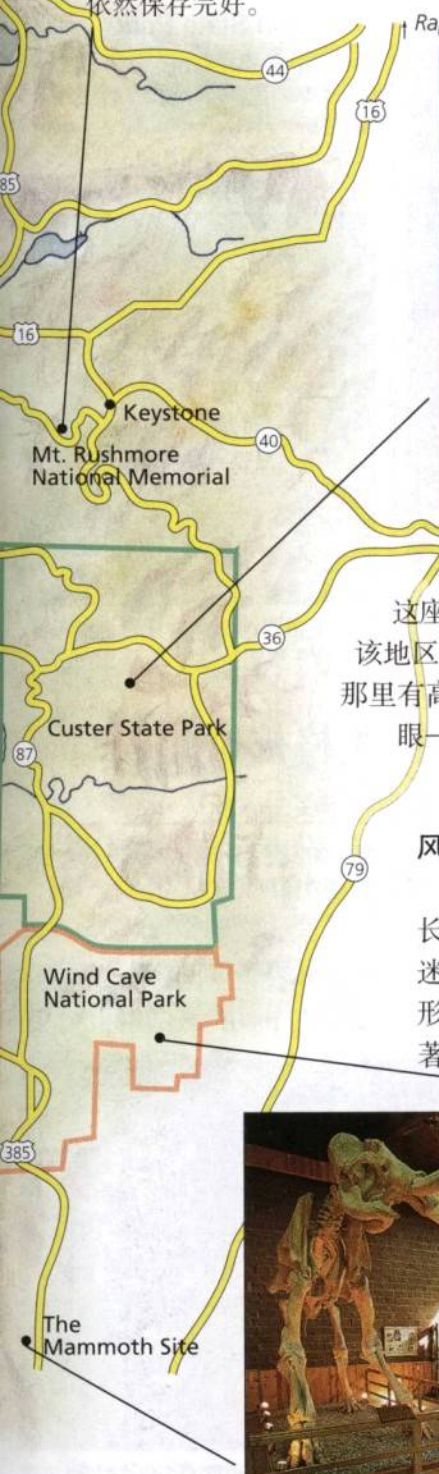 依然保存完好。
44
16
85
16
Keystone
Mt. Rushmore
National Memorial
40
36
这座
该地区
那里有高
眼一
Custer State Park
87
79
风
长
迷
形
著
Wind Cave
National Park
385
The
Mammoth Site